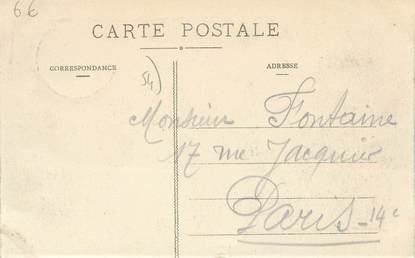 66
CARTE POSTALE
CORRESPONDANCE
ADRESSE
54)
Monsieur Fontaine
17 rue Jacquier
Paris-14e